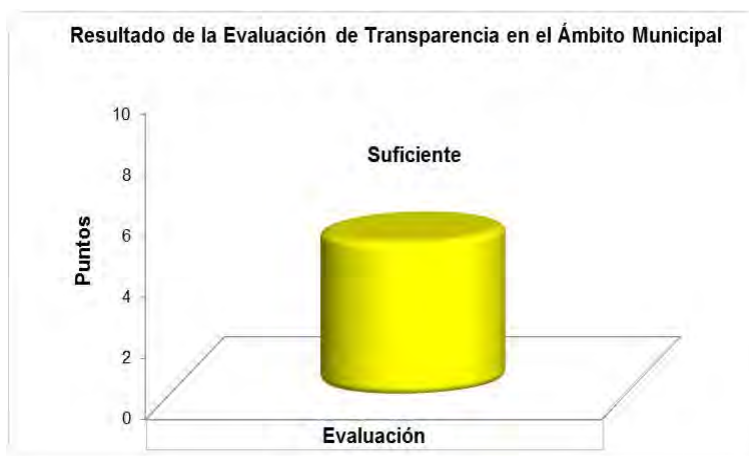 Resultado de la Evaluación de Transparencia en el Ámbito Municipal
10
Suficiente
8
6
Puntos
4
2
0
Evaluación